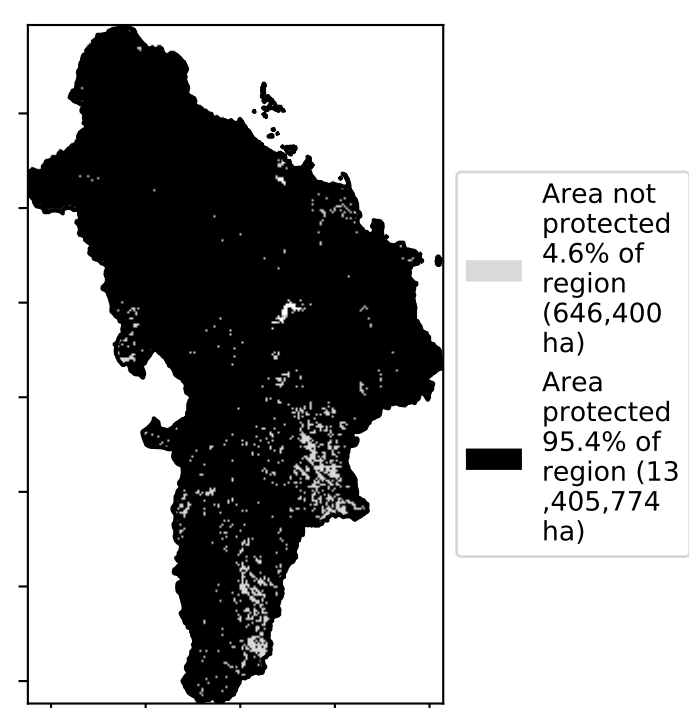 Area not
protected
4.6% of
region
(646,400
ha)
Area
protected
95.4% of
region (13
,405,774
ha)